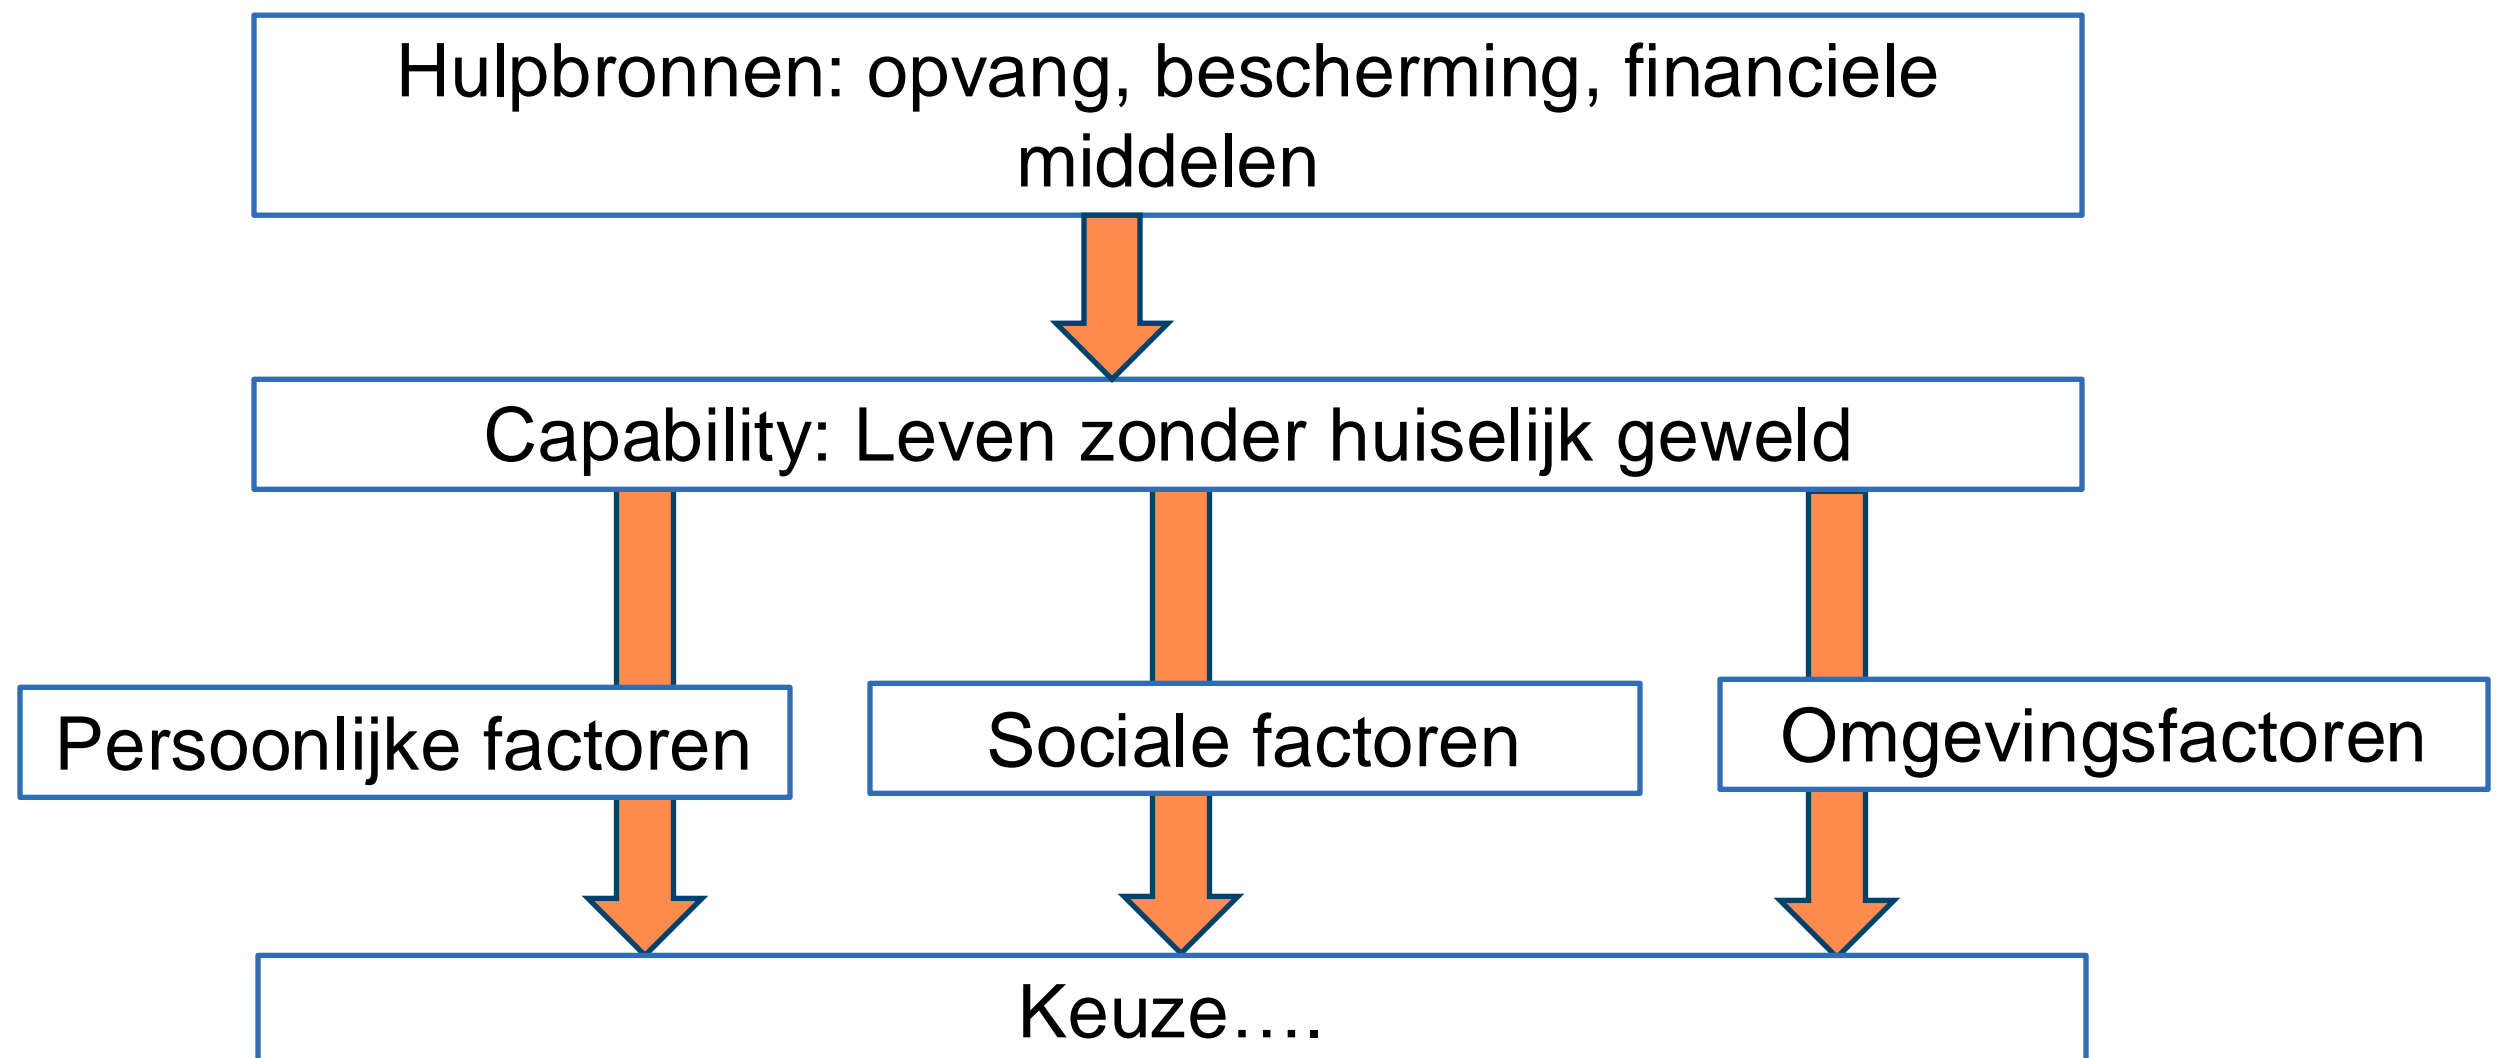 Hulpbronnen: opvang, bescherming, financiele
middelen
Capability: Leven zonder huiselijk geweld
Persoonlijke factoren
Sociale factoren
Omgevingsfactoren
Keuze….